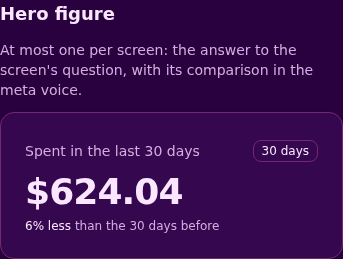 Hero figure
At most one per screen: the answer to the
screen's question, with its comparison in the
meta voice.
Spent in the last 30 days
30 days
$624.04
6% less than the 30 days before